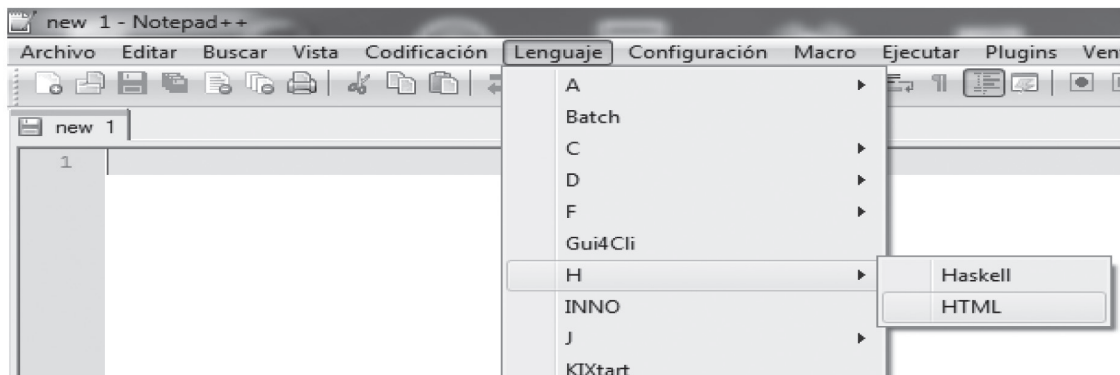 new 1 - Notepad++
Archivo Editar Buscar Vista Codificación Lenguaje Configuración Macro Ejecutar Plugins Ven
new 1
1
A
Batch
C
D
F
Gui4Cli
H
Haskell
HTML
INNO
J
KIXtart